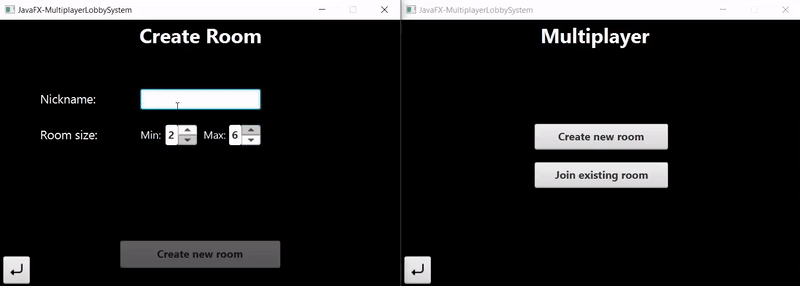 JavaFX-MultiplayerLobbySystem
Create Room
Nickname:
Room size: Min: 2 Max: 6
Create new room
JavaFX-MultiplayerLobbySystem
Multiplayer
Create new room
Join existing room